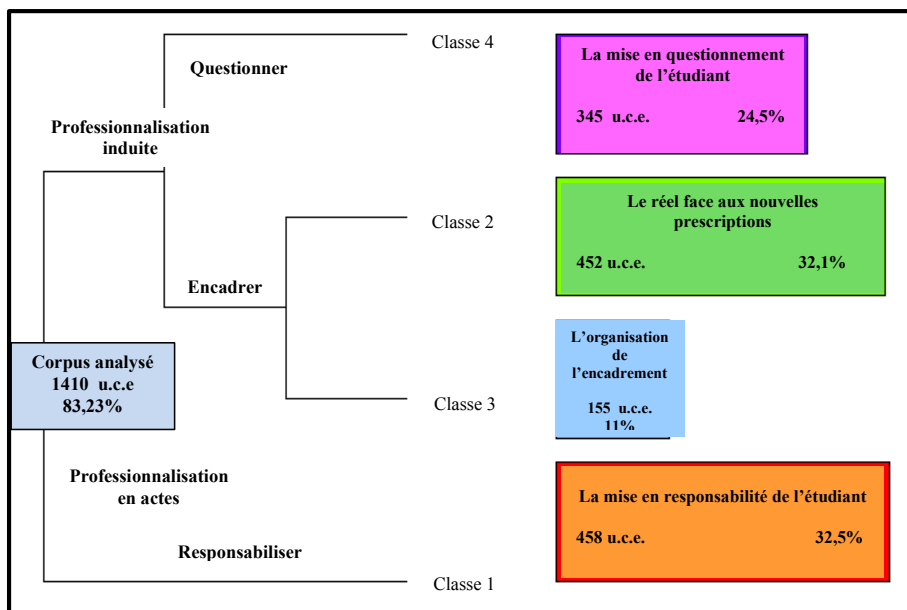 Classe 4
Questionner
La mise en questionnement
de l'étudiant
345 u.c.e. 24,5%
Professionnalisation
induite
Classe 2
Le réel face aux nouvelles
prescriptions
452 u.c.e. 32,1%
Encadrer
Corpus analysé
1410 u.c.e
83,23%
Classe 3
L'organisation
de
l'encadrement
155 u.c.e.
11%
Professionnalisation
en actes
La mise en responsabilité de l'étudiant
458 u.c.e. 32,5%
Responsabiliser
Classe 1